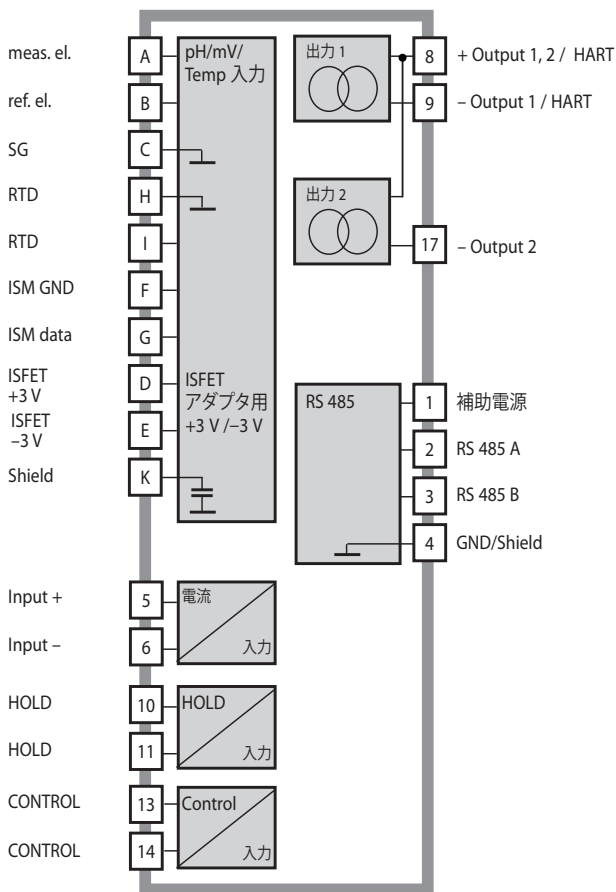 meas. el.
A
pH/mV/
Temp 入力
ref. el.
B
SG
C
RTD
H
RTD
I
ISM GND
F
ISM data
G
ISFET
+3 V
D
ISFET
アダプタ用
+3 V /–3 V
ISFET
–3 V
E
Shield
K
Input +
5
電流
Input –
6
入力
HOLD
10
HOLD
HOLD
11
入力
CONTROL
13
Control
CONTROL
14
入力
出力 1
8
+ Output 1, 2 / HART
9
– Output 1 / HART
出力 2
17
– Output 2
RS 485
1
補助電源
2
RS 485 A
3
RS 485 B
4
GND/Shield